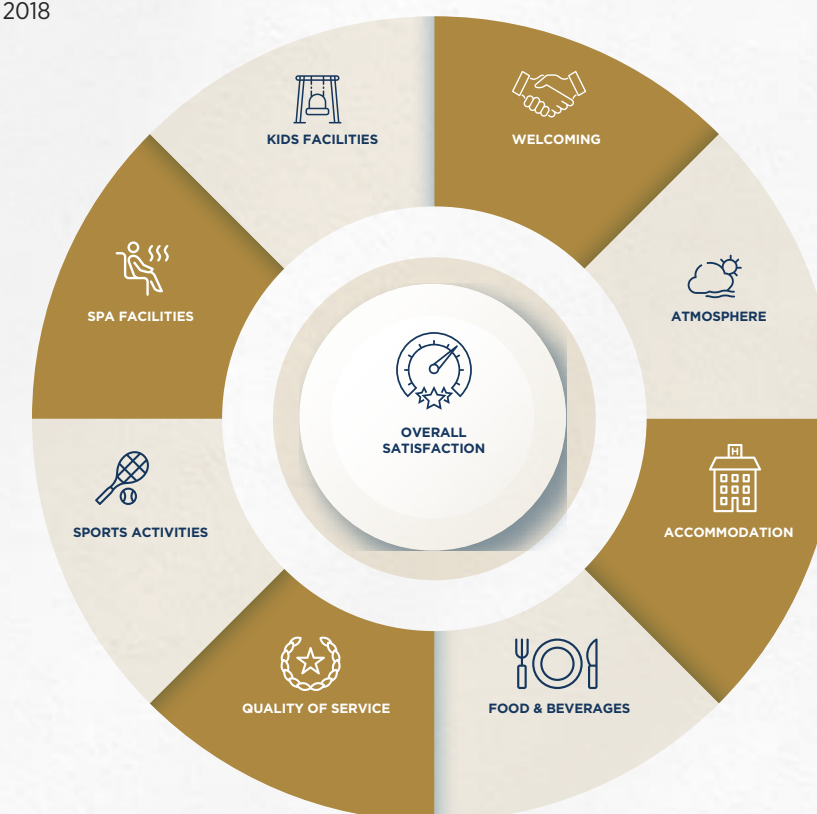 2018
KIDS FACILITIES
WELCOMING
SPA FACILITIES
ATMOSPHERE
OVERALL
SATISFACTION
H
SPORTS ACTIVITIES
ACCOMMODATION
QUALITY OF SERVICE
FOOD & BEVERAGES